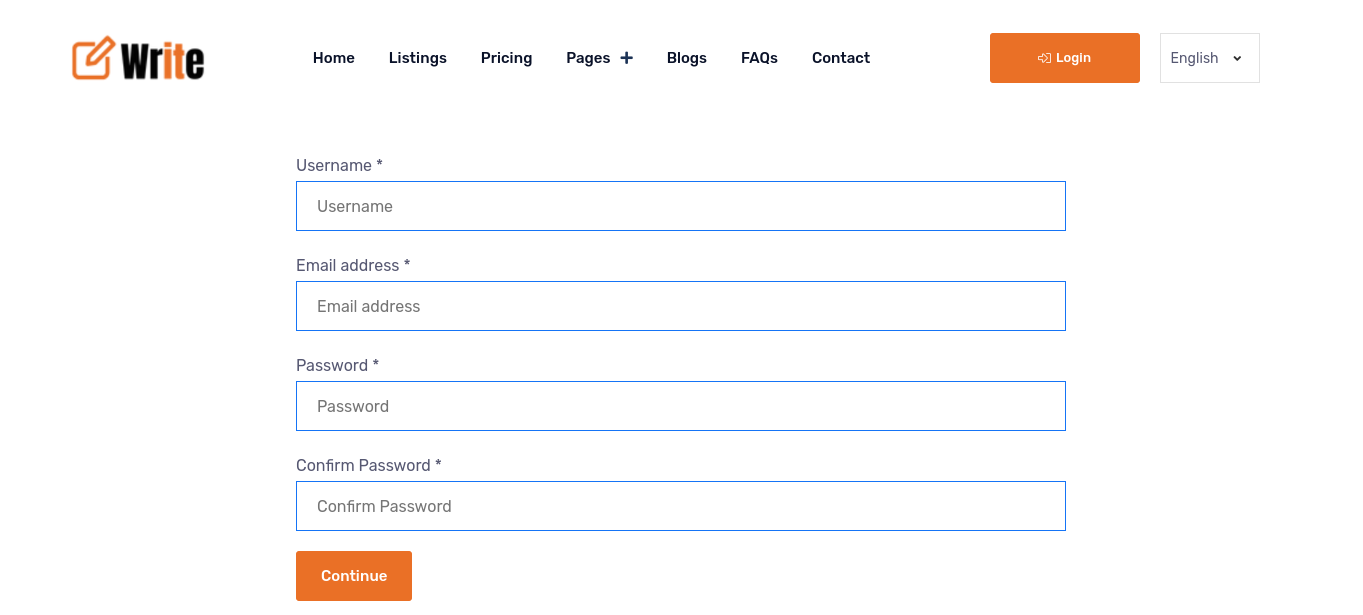 Write
Home Listings Pricing Pages + Blogs FAQs Contact
Login
English
Username *
Username
Email address *
Email address
Password *
Password
Confirm Password *
Confirm Password
Continue